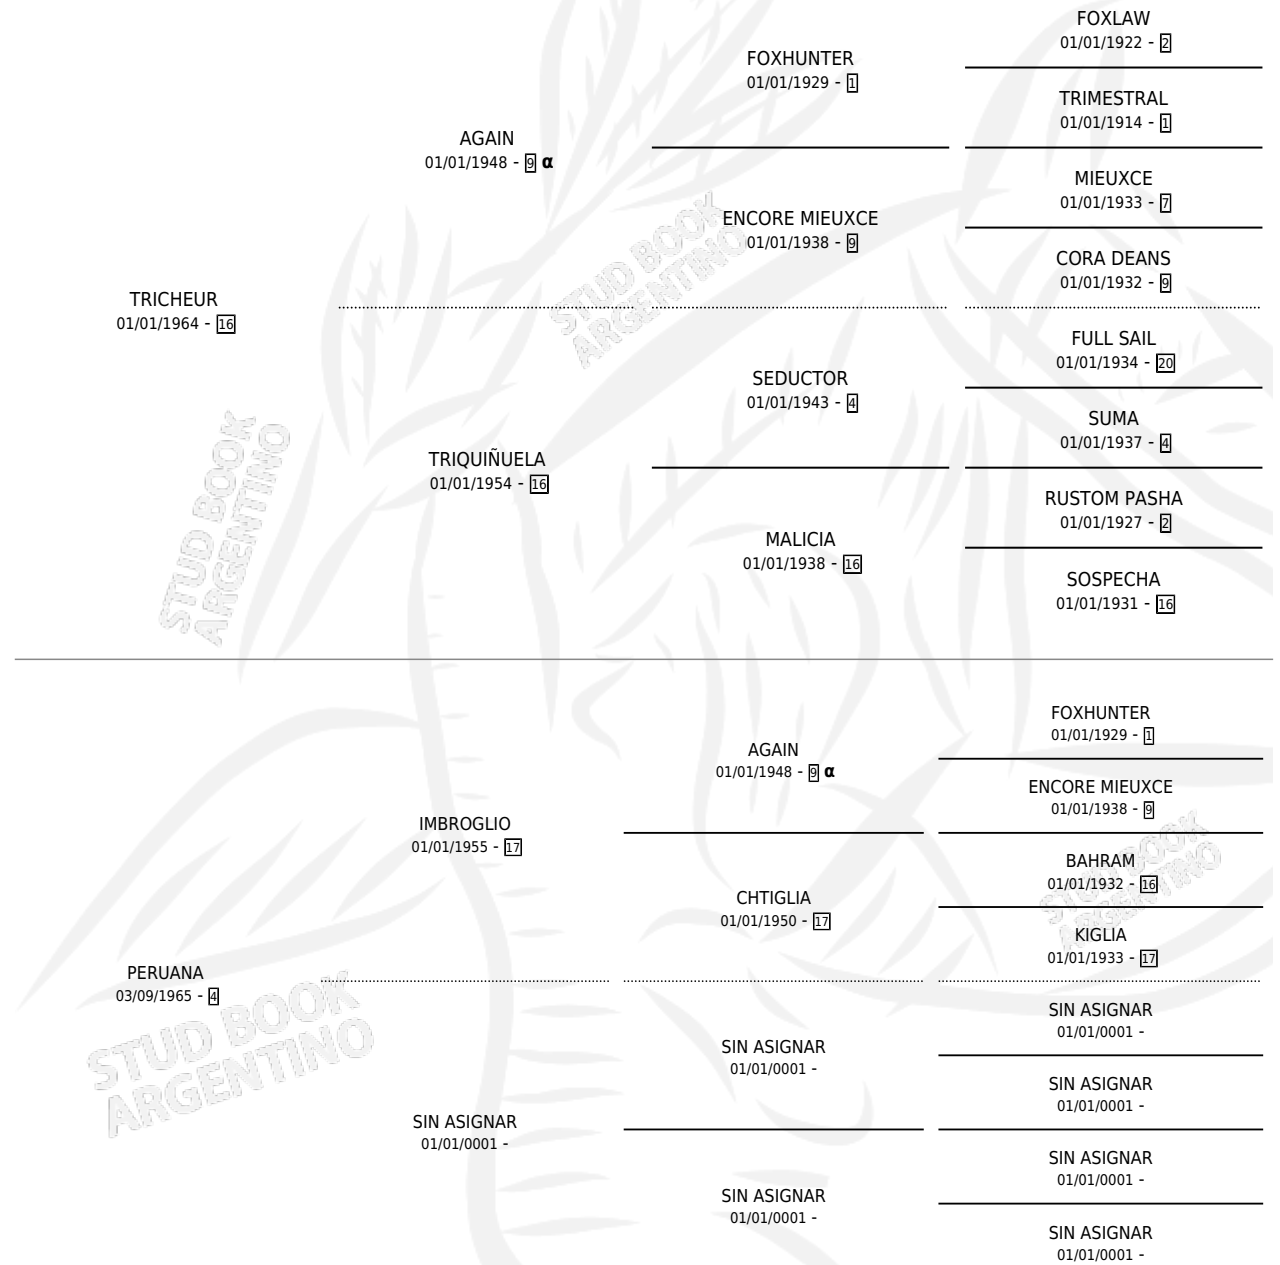 FOXLAW
01/01/1922 - 2
FOXHUNTER
01/01/1929 - 1
TRIMESTRAL
01/01/1914 - 1
AGAIN
01/01/1948 - 9 α
MIEUXCE
01/01/1933 - 7
ENCORE MIEUXCE
01/01/1938 - 9
CORA DEANS
01/01/1932 - 9
STUD BOOK
ARGENTINO
TRICHEUR
01/01/1964 - 16
FULL SAIL
01/01/1934 - 20
SEDUCTOR
01/01/1943 - 4
SUMA
01/01/1937 - 4
TRIQUIÑUELA
01/01/1954 - 16
RUSTOM PASHA
01/01/1927 - 2
MALICIA
01/01/1938 - 16
SOSPECHA
01/01/1931 - 16
STUD BOOK
ARGENTINO
FOXHUNTER
01/01/1929 - 1
AGAIN
01/01/1948 - 9 α
ENCORE MIEUXCE
01/01/1938 - 9
IMBROGLIO
01/01/1955 - 17
BAHRAM
01/01/1932 - 16
CHTIGLIA
01/01/1950 - 17
KIGLIA
01/01/1933 - 17
STUD BOOK
ARGENTINO
PERUANA
03/09/1965 - 4
SIN ASIGNAR
01/01/0001 -
SIN ASIGNAR
01/01/0001 -
SIN ASIGNAR
01/01/0001 -
SIN ASIGNAR
01/01/0001 -
SIN ASIGNAR
01/01/0001 -
SIN ASIGNAR
01/01/0001 -
SIN ASIGNAR
01/01/0001 -
STUD BOOK
ARGENTINO